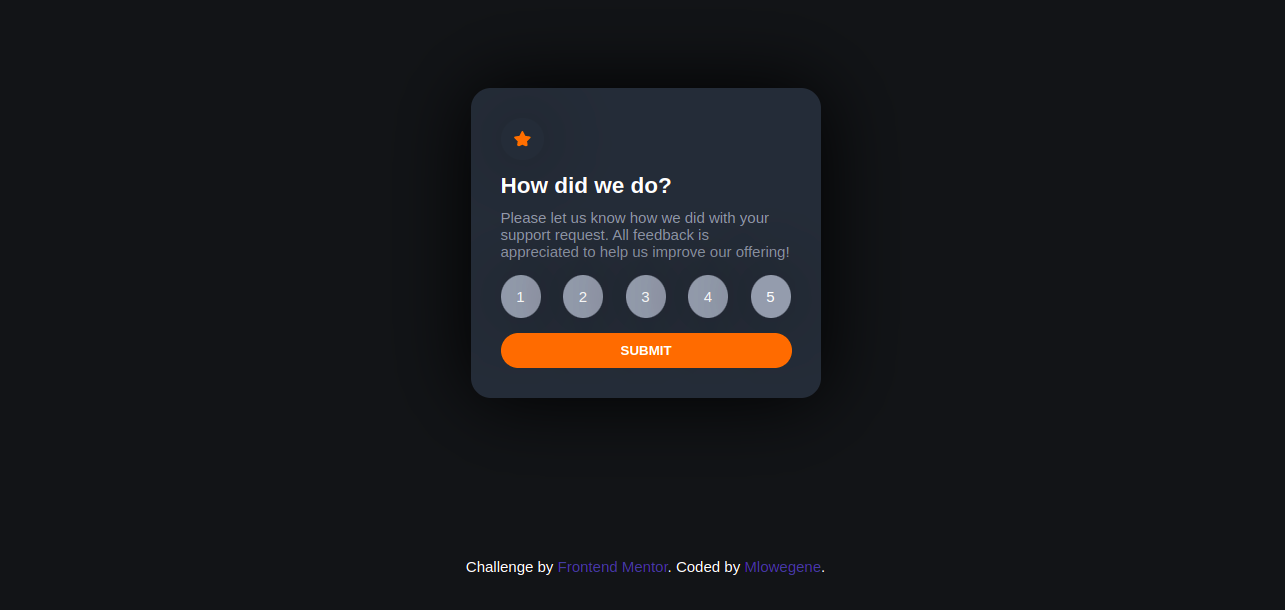 How did we do?
Please let us know how we did with your
support request. All feedback is
appreciated to help us improve our offering!
1 2 3 4 5
SUBMIT
Challenge by Frontend Mentor. Coded by Mlowegene.